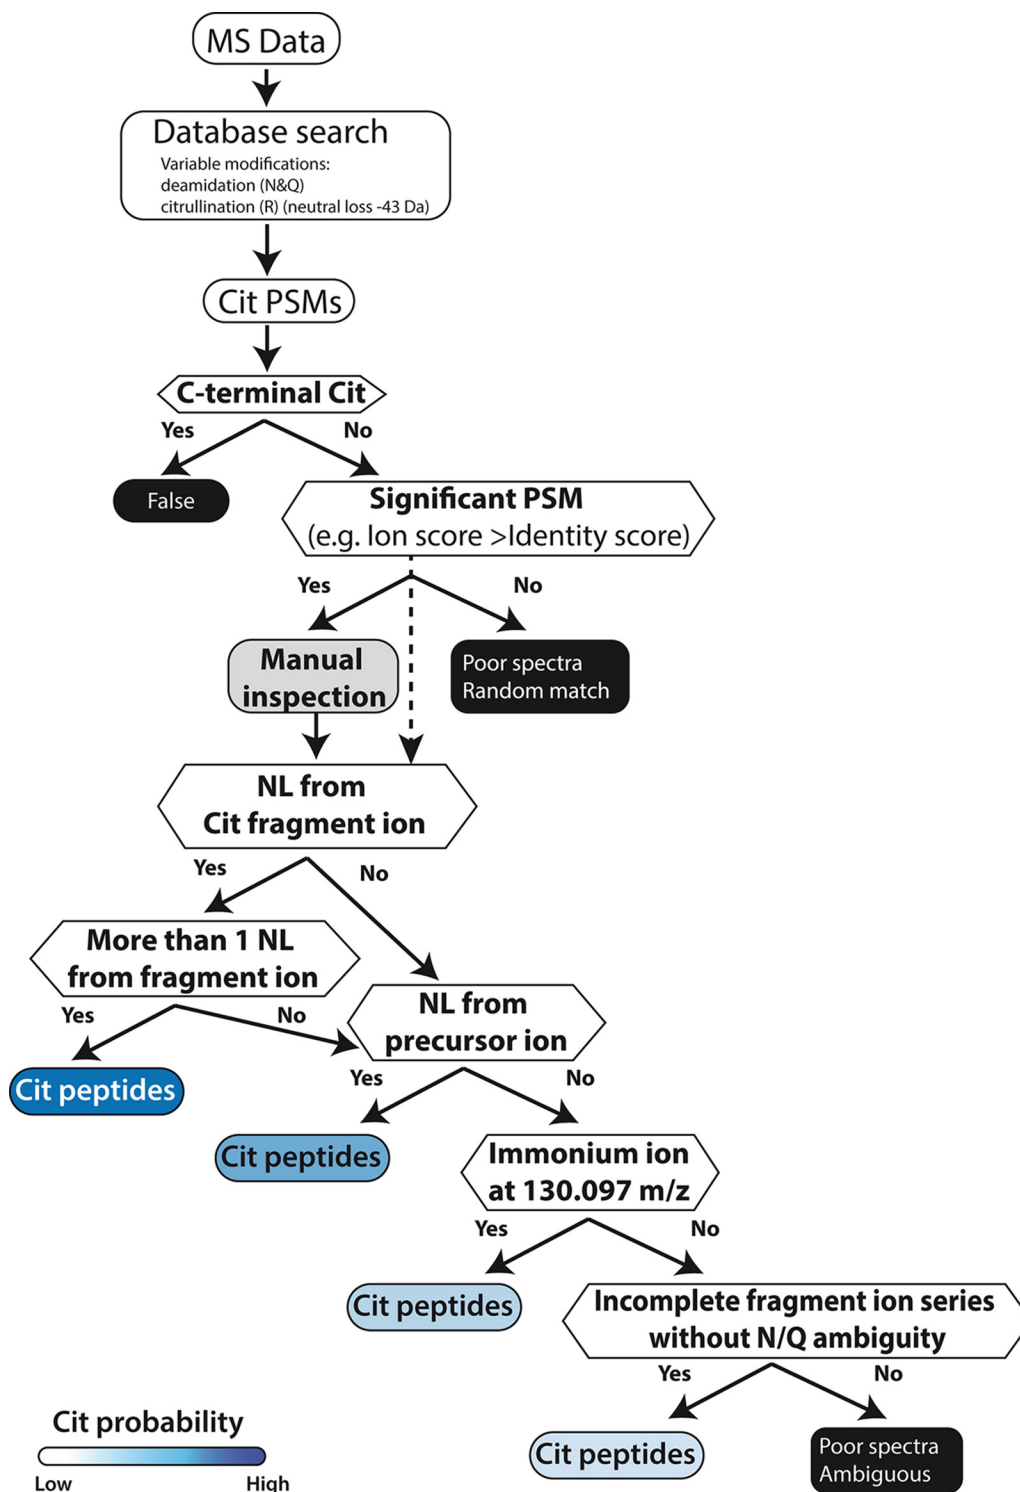 MS Data
Database search
Variable modifications:
deamidation (N&Q)
citrullination (R) (neutral loss -43 Da)
Cit PSMs
C-terminal Cit
Yes
No
False
Significant PSM
(e.g. Ion score >Identity score)
Yes
No
Manual
inspection
Poor spectra
Random match
NL from
Cit fragment ion
Yes
No
More than 1 NL
from fragment ion
NL from
precursor ion
Yes
No
Cit peptides
Yes
No
Cit peptides
Immonium ion
at 130.097 m/z
Yes
No
Cit peptides
Incomplete fragment ion series
without N/Q ambiguity
Yes
No
Cit peptides
Poor spectra
Ambiguous
Cit probability
Low
High